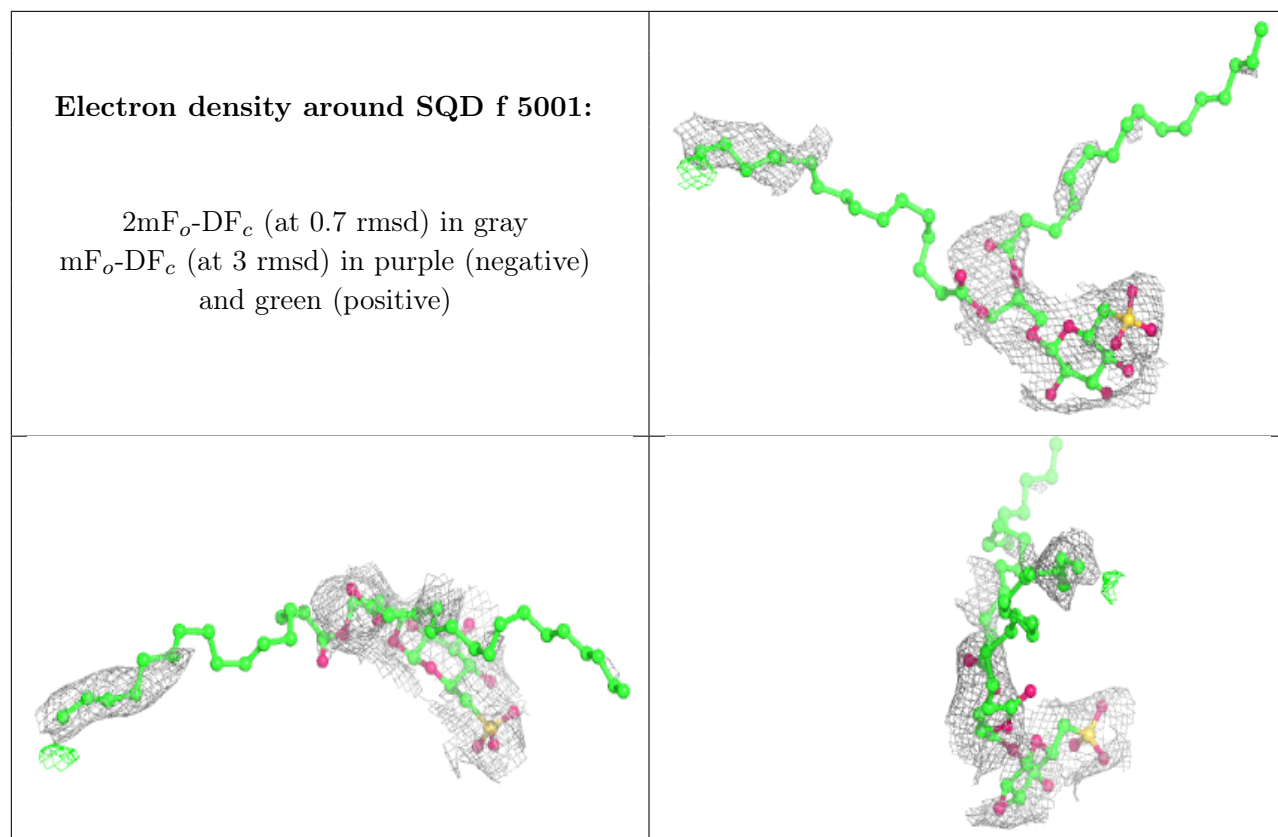 Electron density around SQD f 5001:
2mFₒ-DF𝒸 (at 0.7 rmsd) in gray
mFₒ-DF𝒸 (at 3 rmsd) in purple (negative)
and green (positive)